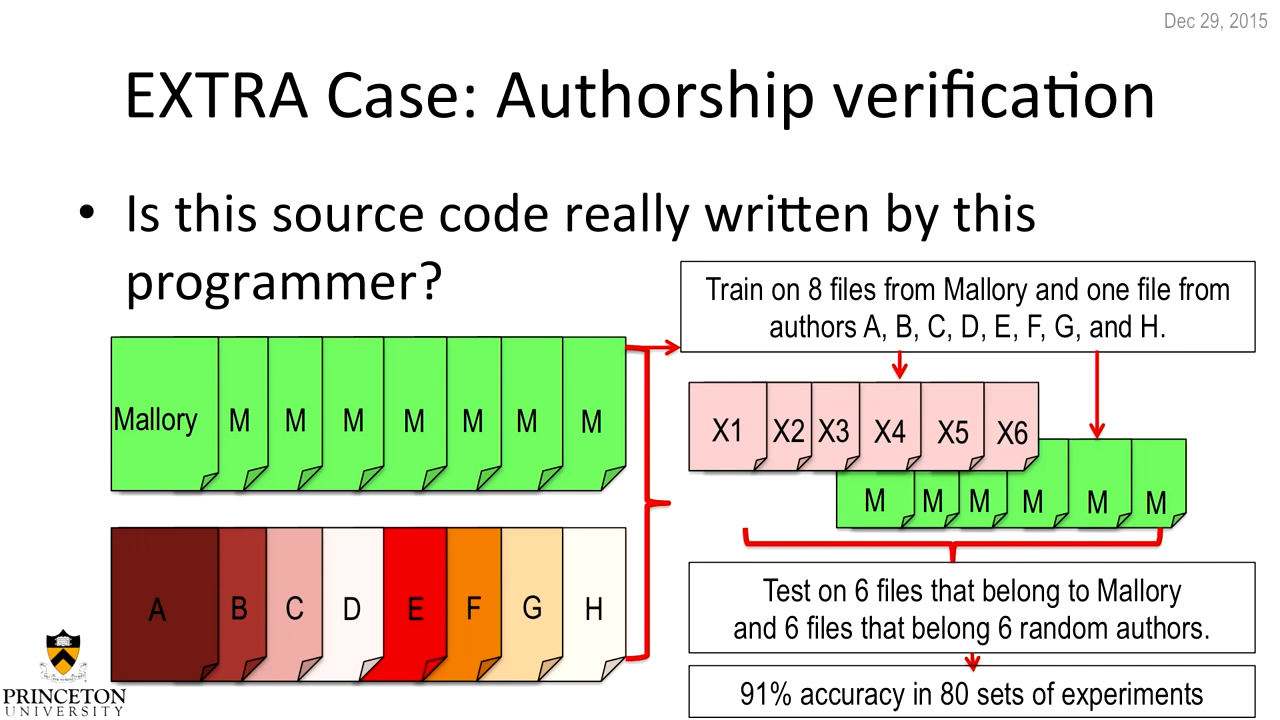 Dec 29, 2015
EXTRA Case: Authorship verification
• Is this source code really written by this
programmer?
Train on 8 files from Mallory and one file from
authors A, B, C, D, E, F, G, and H.
Mallory M M M M M M M
X1 X2 X3 X4 X5 X6
M M M M M M
A B C D E F G H
Test on 6 files that belong to Mallory
and 6 files that belong 6 random authors.
91% accuracy in 80 sets of experiments
PRINCETON
UNIVERSITY